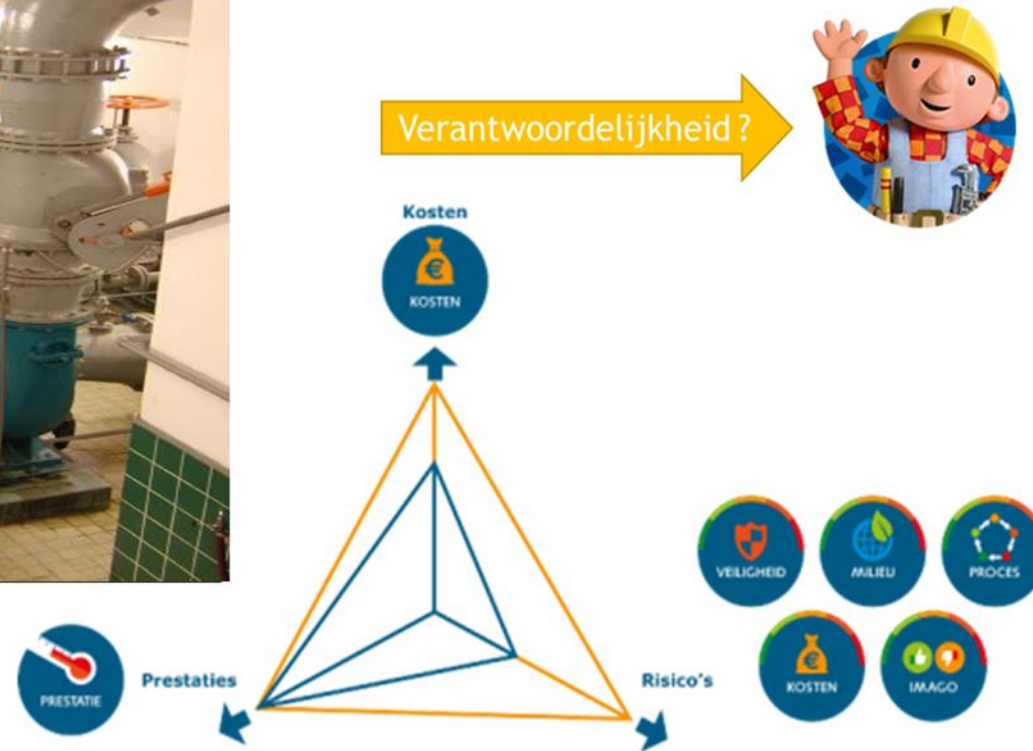 Verantwoordelijkheid ?
Kosten
KOSTEN
VEILIGHEID
MILIEU
PROCES
PRESTATIE
Prestaties
Risico's
KOSTEN
IMAGO